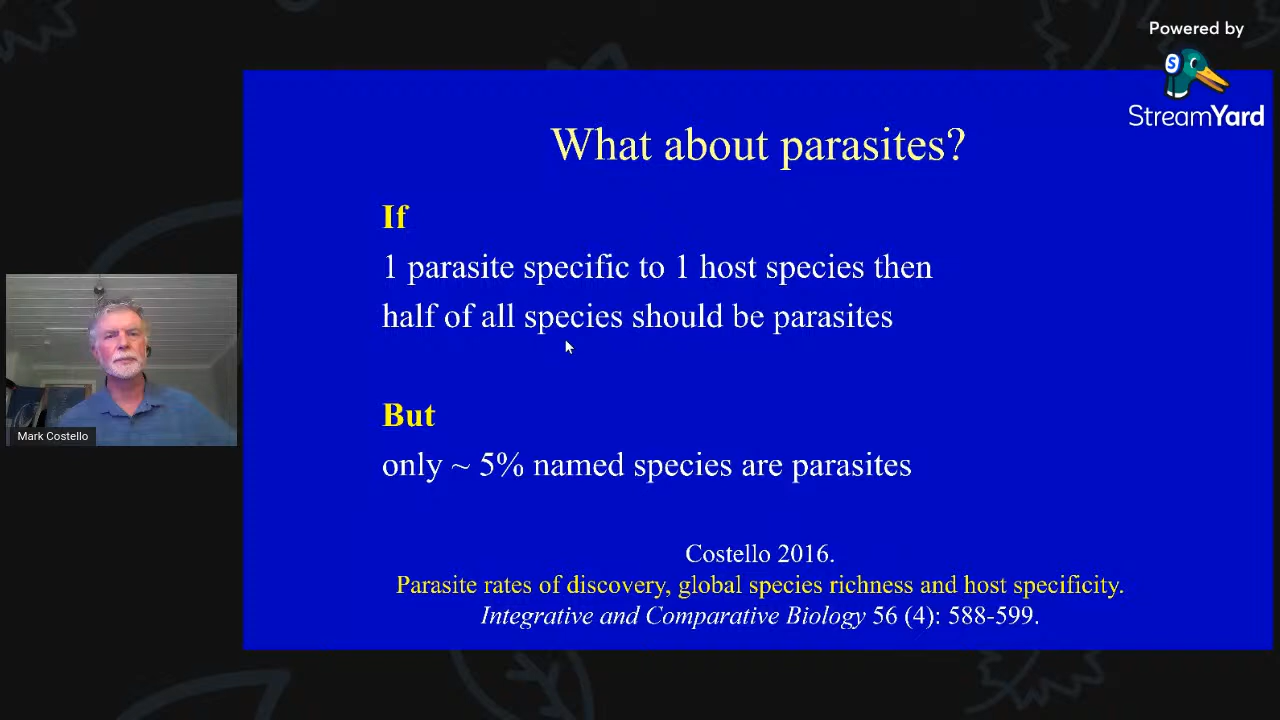 Powered by
S
StreamYard
What about parasites?
If
1 parasite specific to 1 host species then
half of all species should be parasites
But
only ~ 5% named species are parasites
Costello 2016.
Parasite rates of discovery, global species richness and host specificity.
Integrative and Comparative Biology 56 (4): 588-599.
Mark Costello